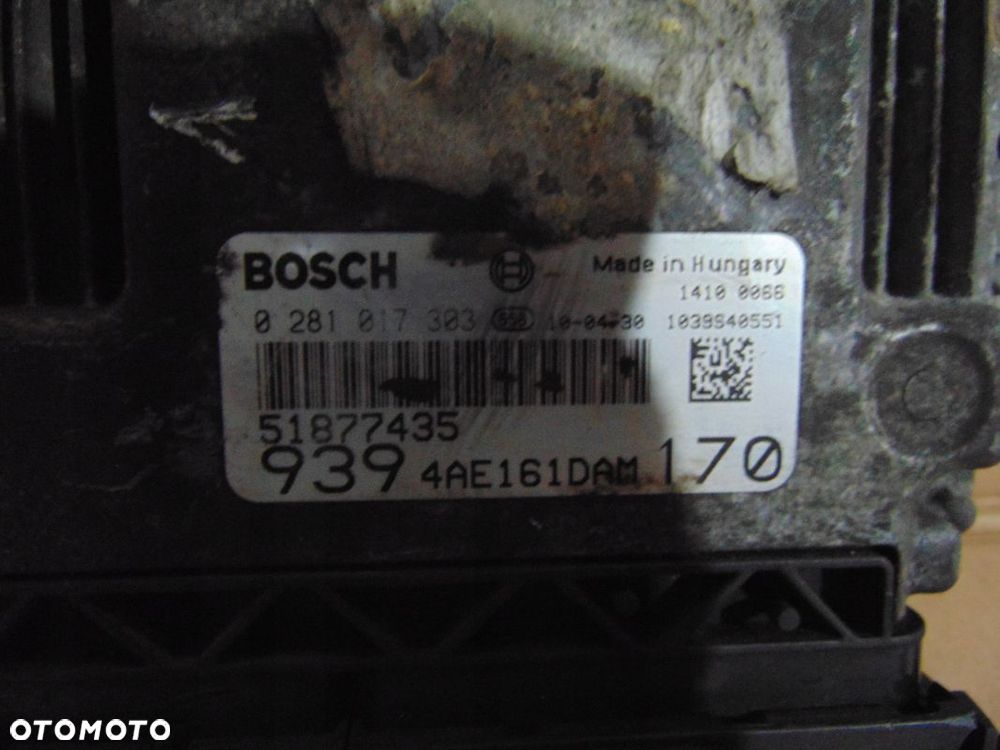 BOSCH Made in Hungary
1410 0066
0 281 017 303 10-04-30 1039S40551
51877435
939 4AE161DAM 170
OTOMOTO